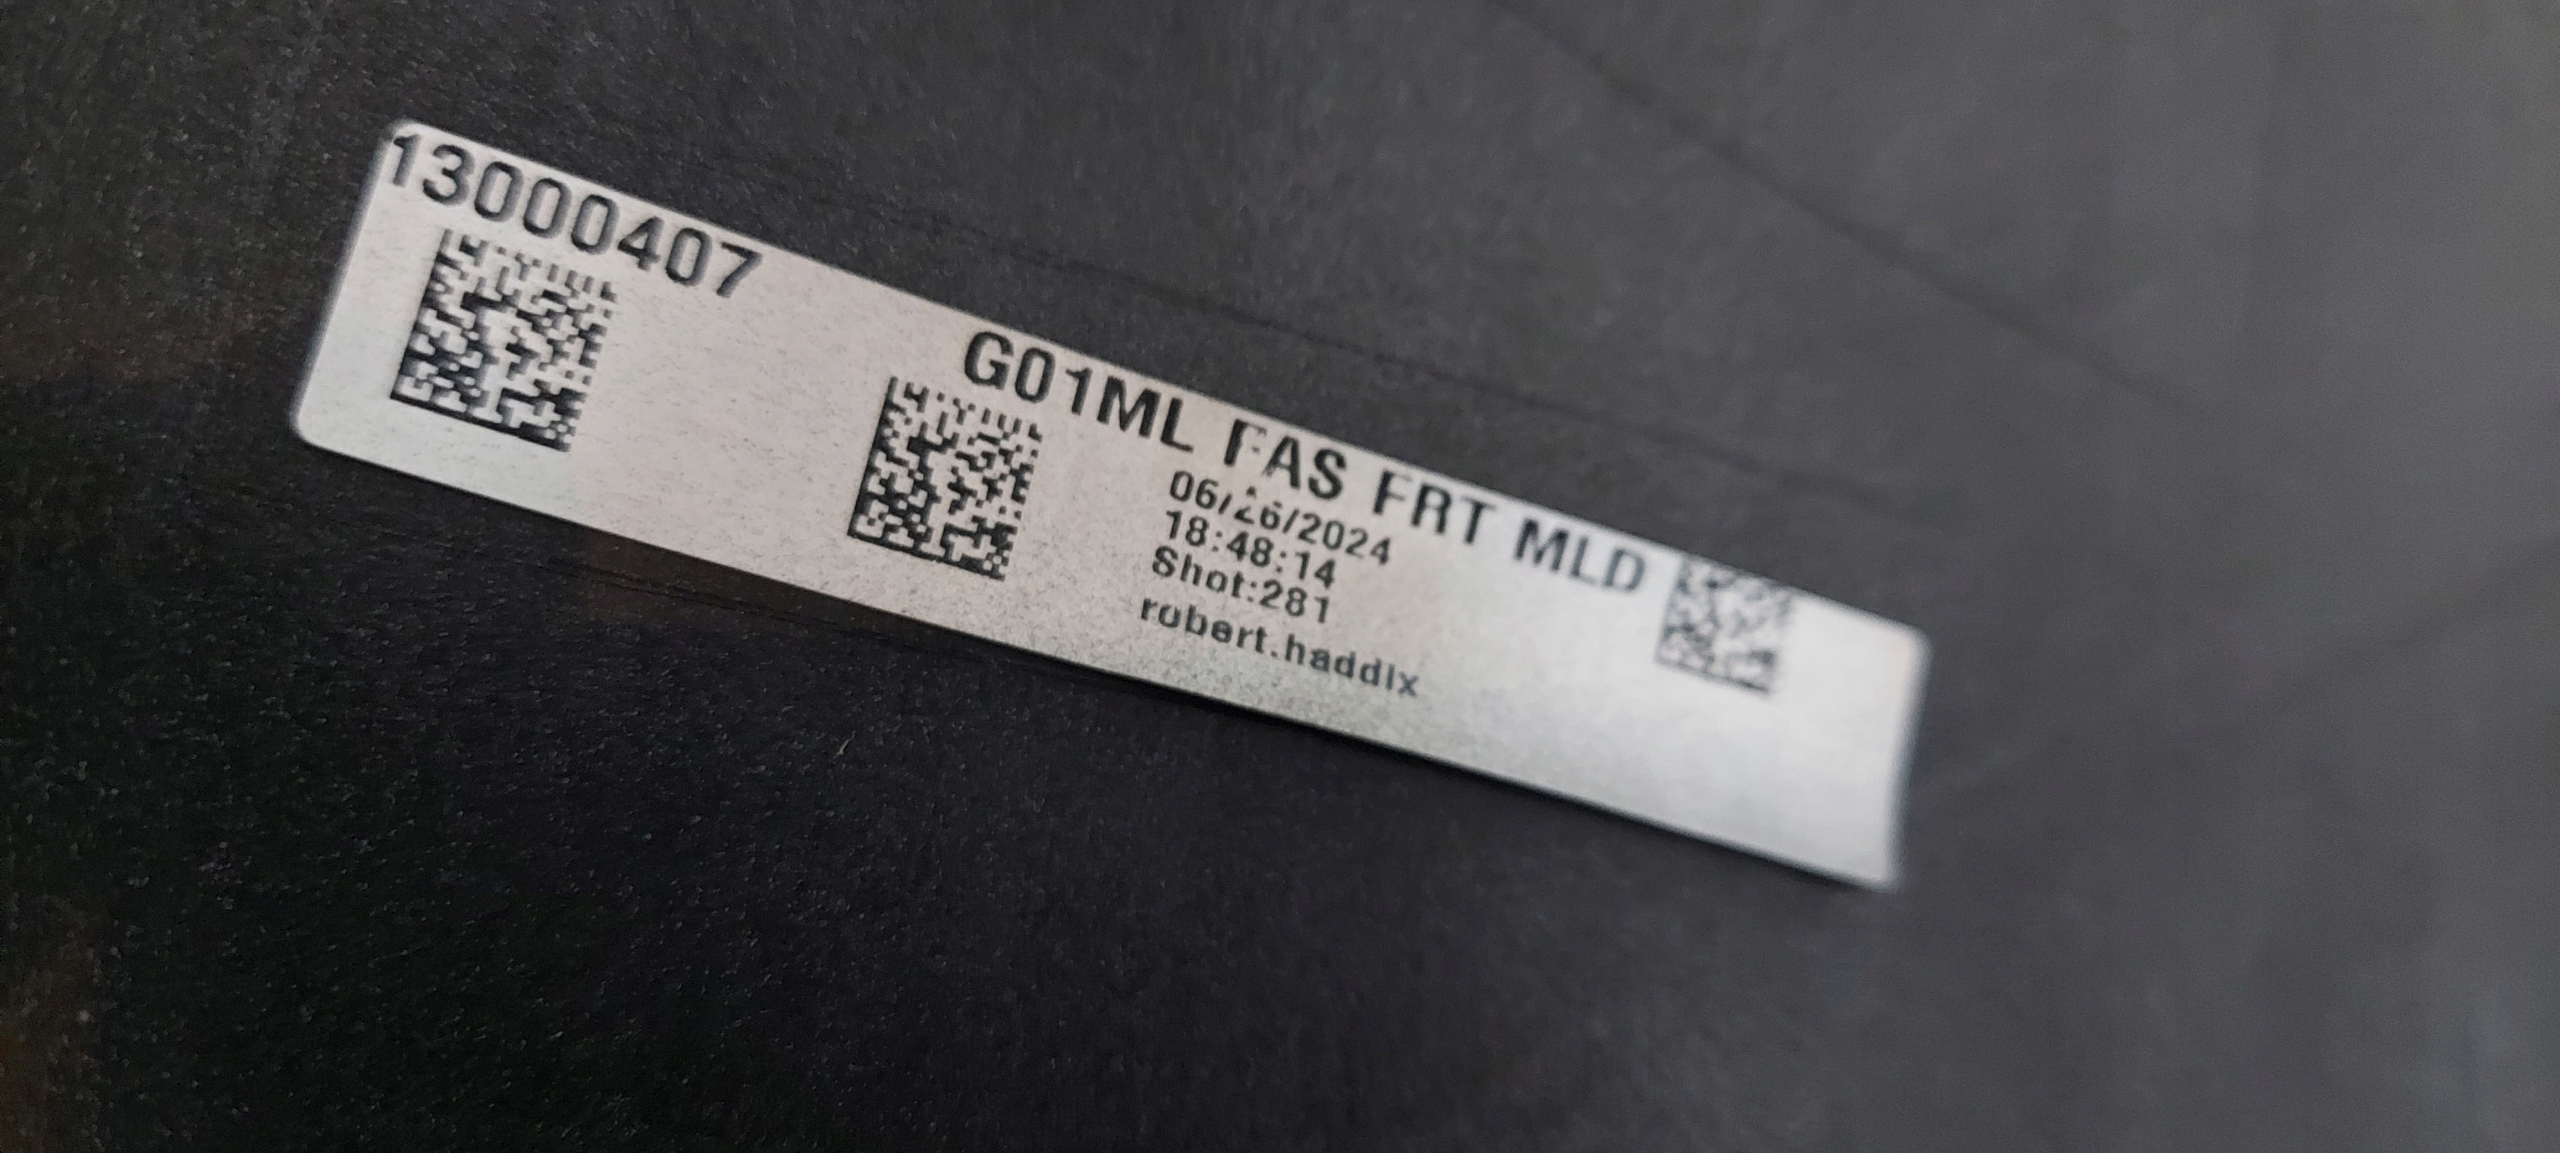 13000407
G01ML FAS FRT MLD
06/26/2024
18:48:14
Shot:281
robert.haddix